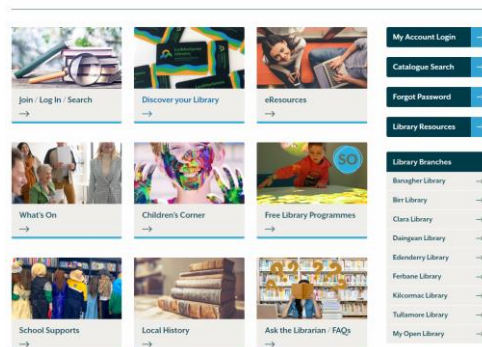 Join / Log In / Search
Discover your Library
eResources
What's On
Children's Corner
SO
Free Library Programmes
School Supports
Local History
Ask the Librarian / FAQs
My Account Login
Catalogue Search
Forgot Password
Library Resources
Library Branches
Banagher Library
Birr Library
Clara Library
Daingean Library
Edenderry Library
Ferbane Library
Kilcormac Library
Tullamore Library
My Open Library